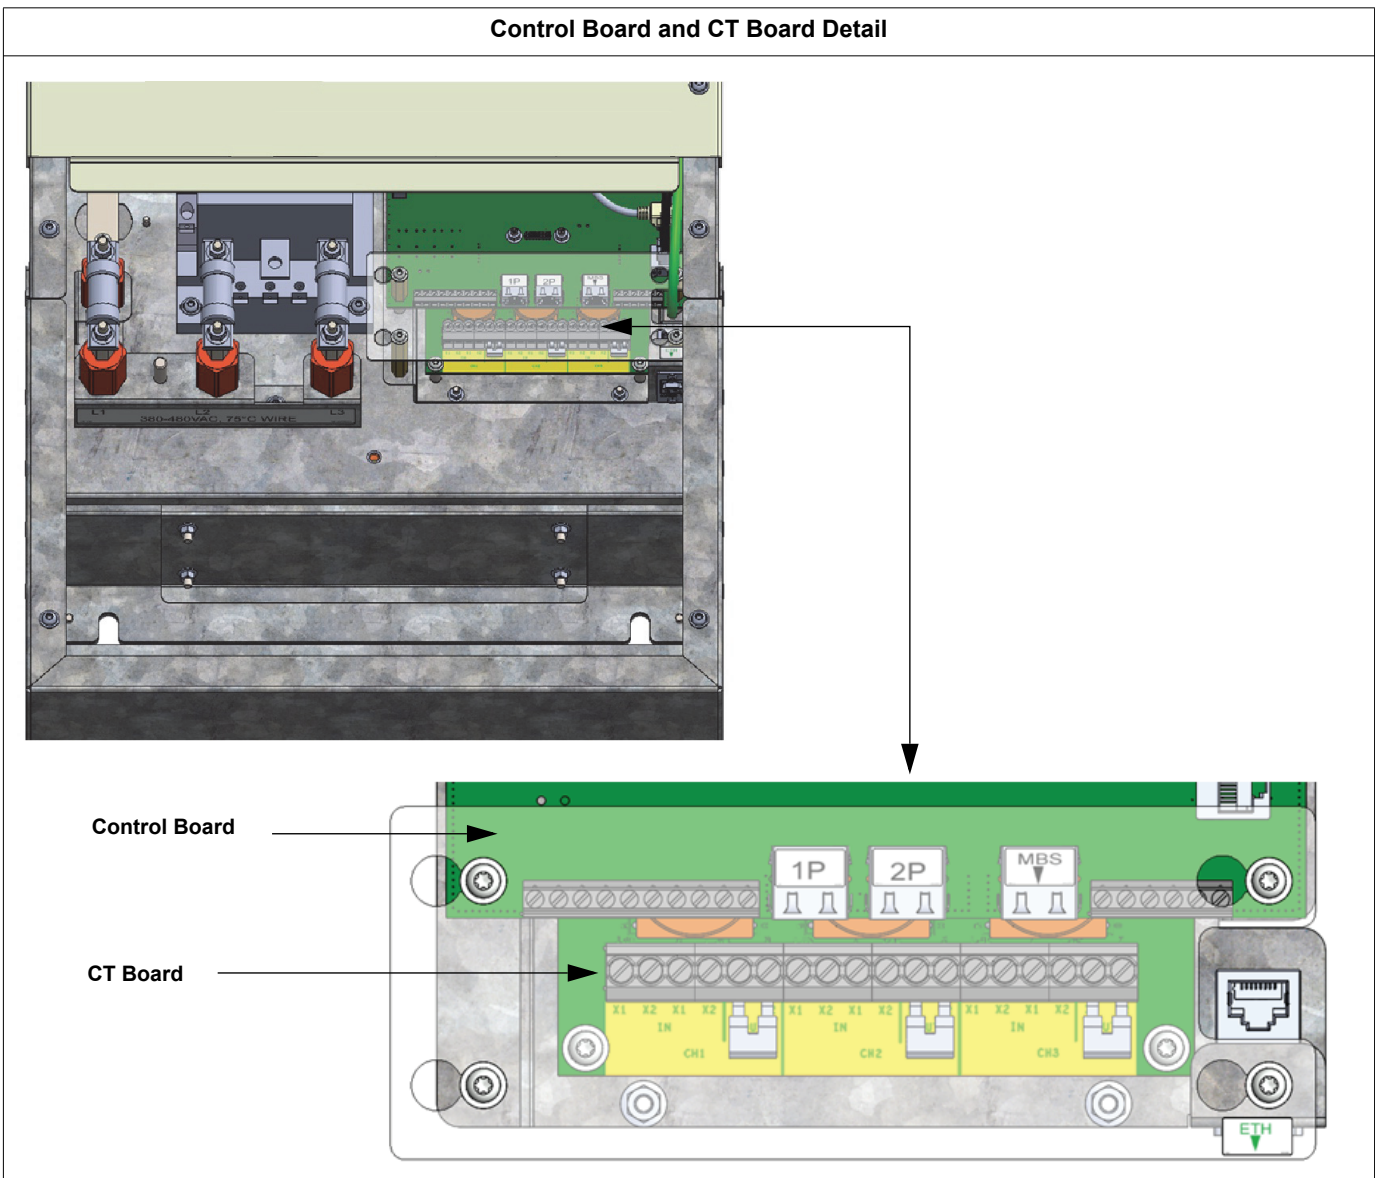 Control Board and CT Board Detail
1P 2P MBS
L1 L2 L3
380-480VAC, 75°C WIRE
Control Board
1P 2P MBS
CT Board
X1 X2 X1 X2 X1 X2 X1 X2 X1 X2 X1 X2
IN IN IN
CH1 CH2 CH3
ETH